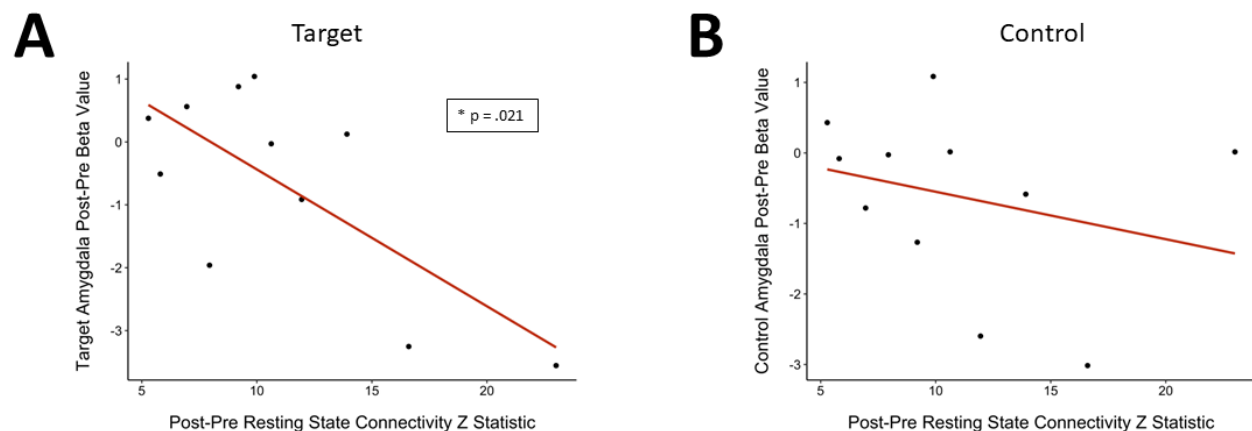 A
Target
Target Amygdala Post-Pre Beta Value
1
0
-1
-2
-3
* p = .021
5
10
15
20
Post-Pre Resting State Connectivity Z Statistic
B
Control
Control Amygdala Post-Pre Beta Value
1
0
-1
-2
-3
5
10
15
20
Post-Pre Resting State Connectivity Z Statistic